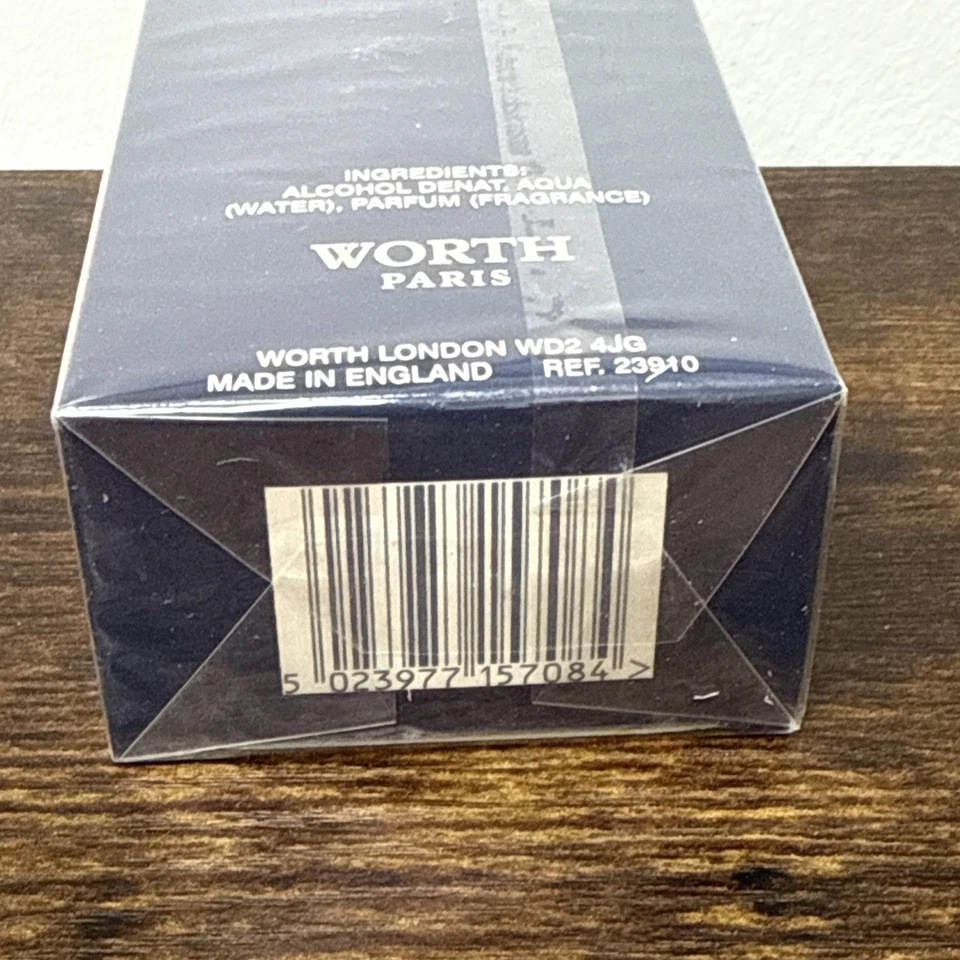 INGREDIENTS:
ALCOHOL DENAT, AQUA
(WATER), PARFUM (FRAGRANCE)
WORTH
PARIS
WORTH LONDON WD2 4JG
MADE IN ENGLAND REF. 23910
5 023977 157084 >